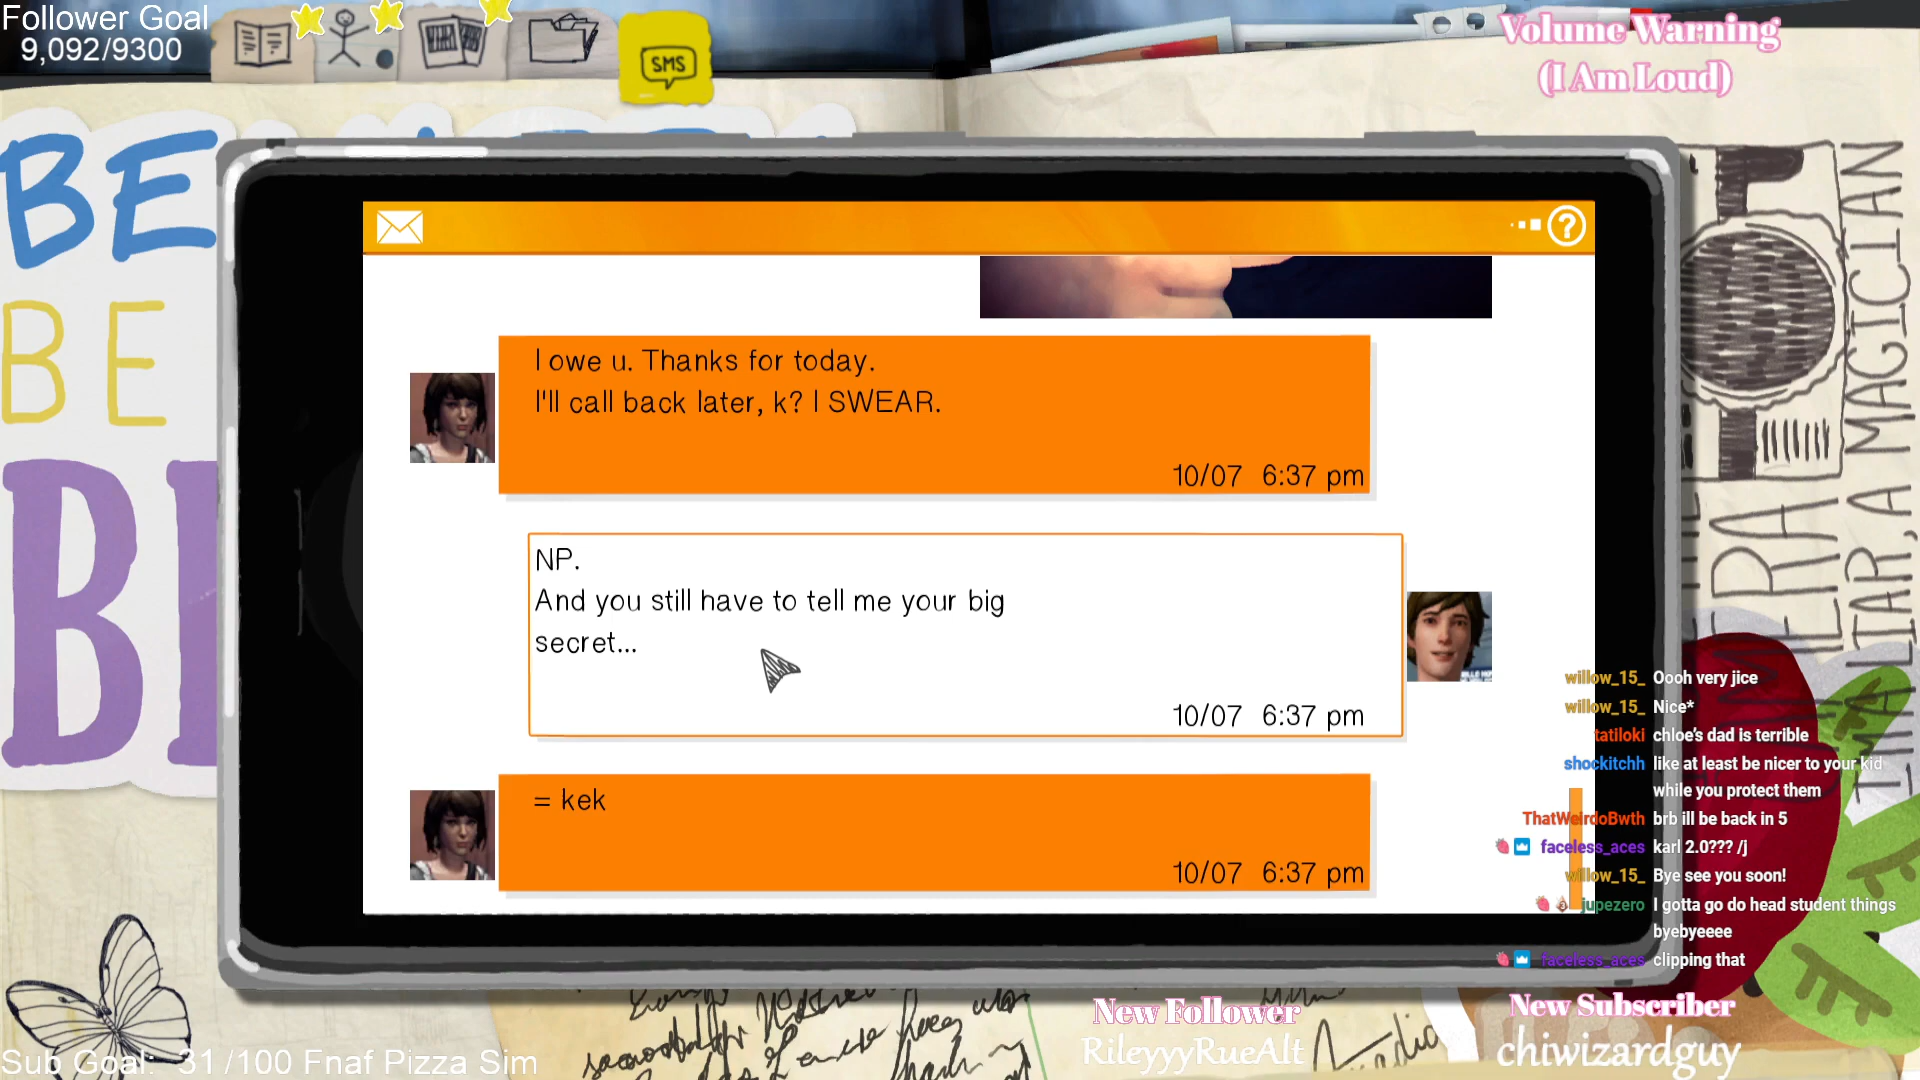 Follower Goal
9,092/9300
SMS
Volume Warning
(I Am Loud)
BE
BE
?
I owe u. Thanks for today.
I'll call back later, k? I SWEAR.
10/07 6:37 pm
NP.
And you still have to tell me your big
secret...
10/07 6:37 pm
= kek
10/07 6:37 pm
willow_15_ Oooh very jice
willow_15_ Nice*
tatiloki chloe's dad is terrible
shockitchh like at least be nicer to your kid
while you protect them
ThatWeirdoBwth brb ill be back in 5
faceless_aces karl 2.0??? /j
willow_15_ Bye see you soon!
jupezero I gotta go do head student things
byebyeeee
faceless_aces clipping that
New Follower
RileyyyRueAlt
New Subscriber
chiwizardguy
Sub Goal: 31/100 Fnaf Pizza Sim